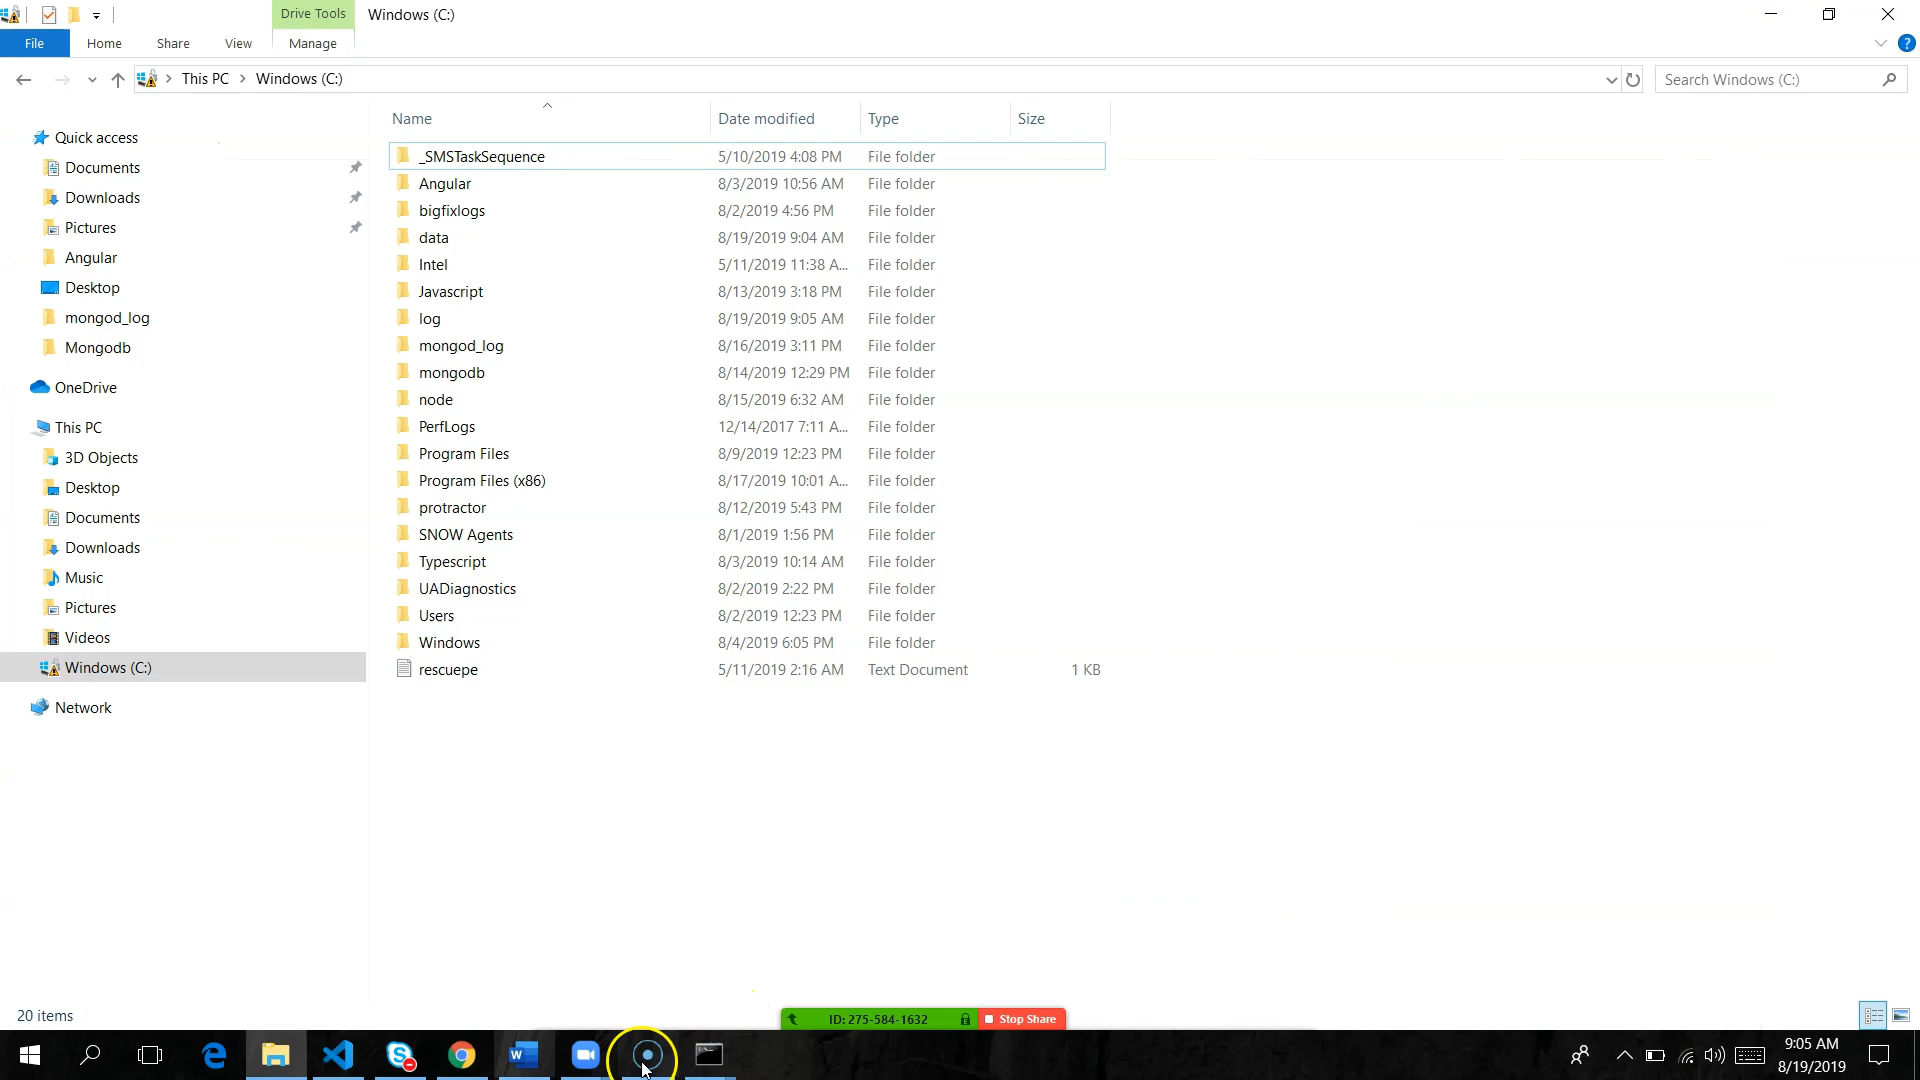 Drive Tools Windows (C:)
File Home Share View Manage
This PC Windows (C:) Search Windows (C:)
Name Date modified Type Size
Quick access
Documents
Downloads
Pictures
Angular
Desktop
mongod_log
Mongodb
OneDrive
This PC
3D Objects
Desktop
Documents
Downloads
Music
Pictures
Videos
Windows (C:)
Network
_SMSTaskSequence 5/10/2019 4:08 PM File folder
Angular 8/3/2019 10:56 AM File folder
bigfixlogs 8/2/2019 4:56 PM File folder
data 8/19/2019 9:04 AM File folder
Intel 5/11/2019 11:38 A... File folder
Javascript 8/13/2019 3:18 PM File folder
log 8/19/2019 9:05 AM File folder
mongod_log 8/16/2019 3:11 PM File folder
mongodb 8/14/2019 12:29 PM File folder
node 8/15/2019 6:32 AM File folder
PerfLogs 12/14/2017 7:11 A... File folder
Program Files 8/9/2019 12:23 PM File folder
Program Files (x86) 8/17/2019 10:01 A... File folder
protractor 8/12/2019 5:43 PM File folder
SNOW Agents 8/1/2019 1:56 PM File folder
Typescript 8/3/2019 10:14 AM File folder
UADiagnostics 8/2/2019 2:22 PM File folder
Users 8/2/2019 12:23 PM File folder
Windows 8/4/2019 6:05 PM File folder
rescuepe 5/11/2019 2:16 AM Text Document 1 KB
20 items
ID: 275-584-1632 Stop Share
9:05 AM
8/19/2019